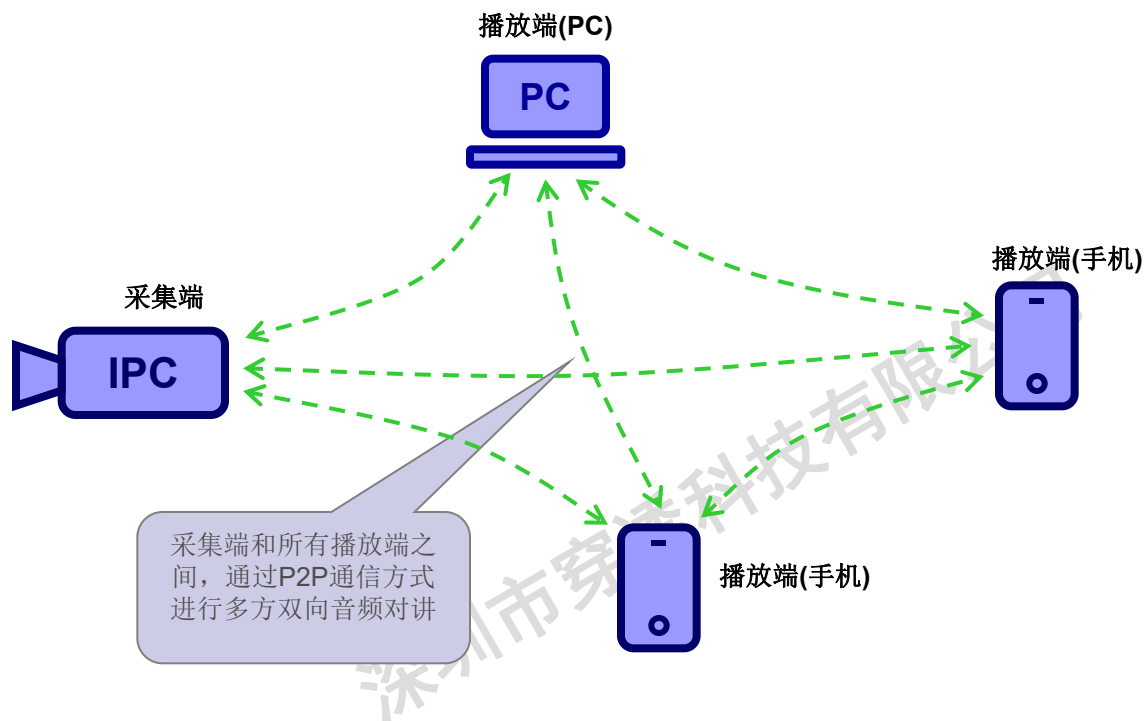 播放端(PC)
PC
播放端(手机)
采集端
IPC
采集端和所有播放端之
间，通过P2P通信方式
进行多方双向音频对讲
播放端(手机)
深圳市穿透科技有限公司